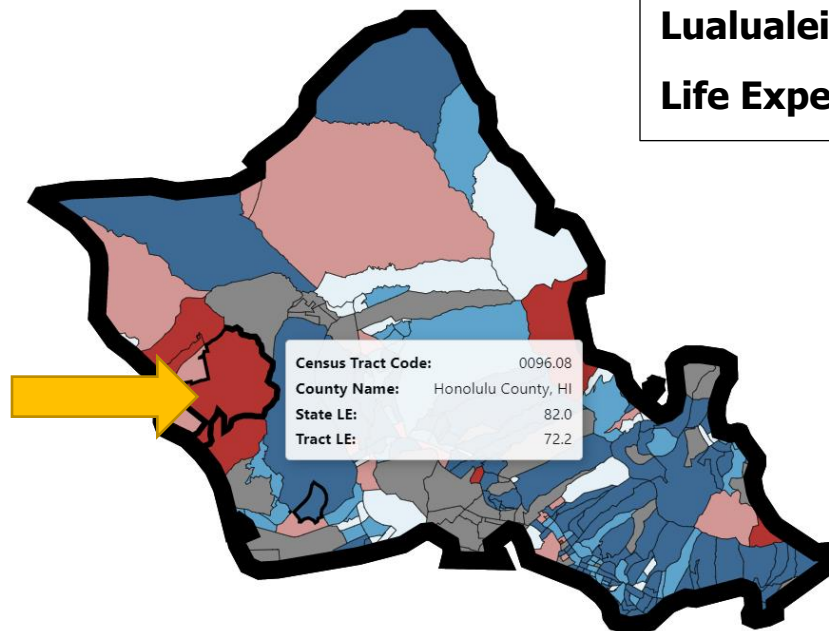 Lualualei
Life Expe
Census Tract Code: 0096.08
County Name: Honolulu County, HI
State LE: 82.0
Tract LE: 72.2